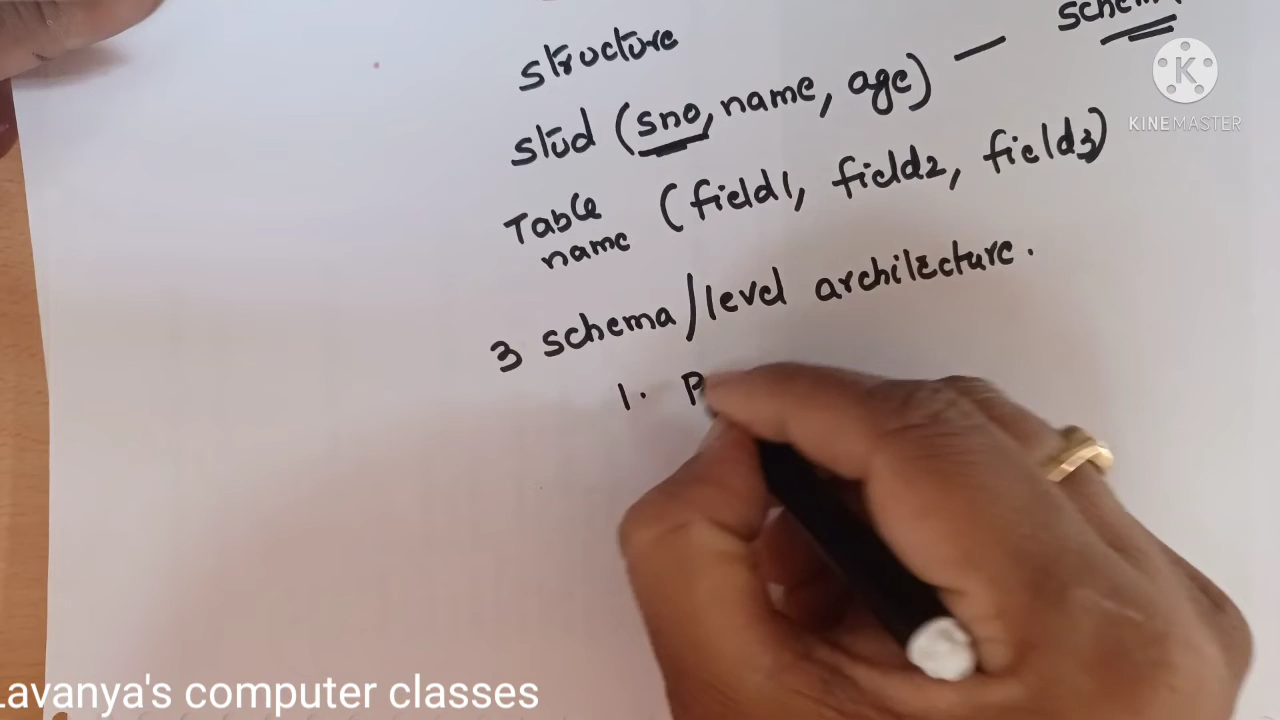 structure
stud (sno, name, age) — schema
Table name (field1, field2, field3)
3 schema/level architecture.
1. P
KINEMASTER
Lavanya's computer classes